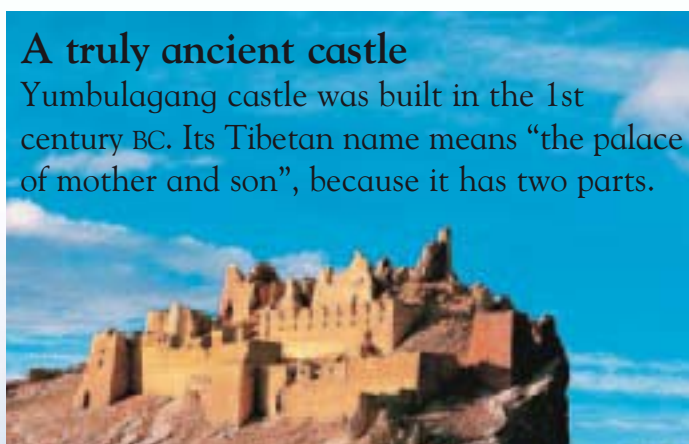 A truly ancient castle
Yumbulagang castle was built in the 1st
century BC. Its Tibetan name means “the palace
of mother and son”, because it has two parts.